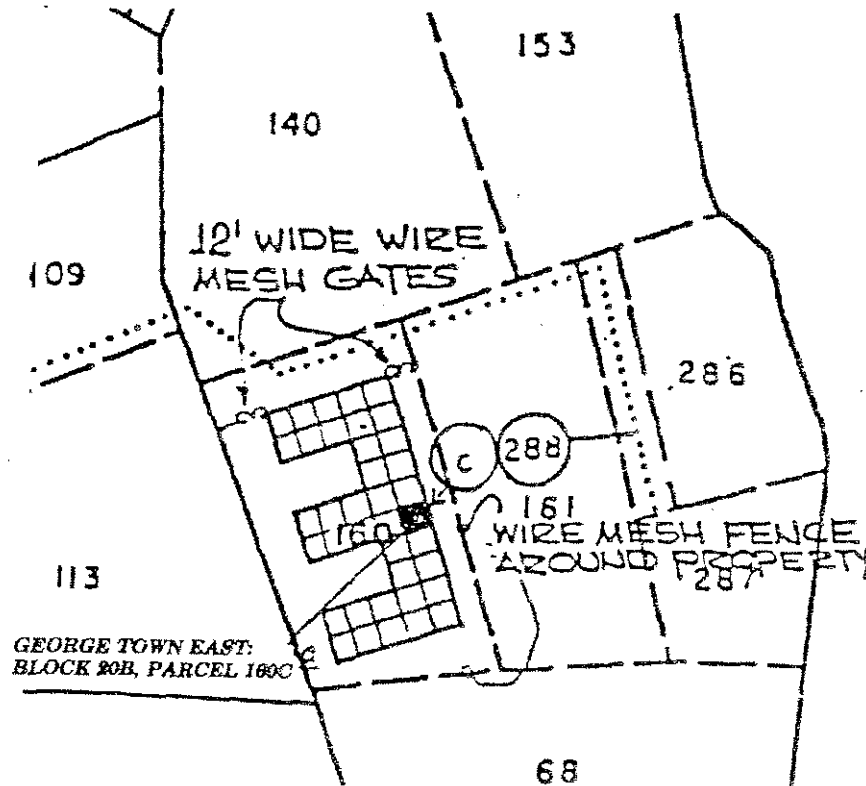 153
140
12' WIDE WIRE
MESH GATES
109
286
C
288
161
160
WIRE MESH FENCE
AROUND PROPERTY
287
113
GEORGE TOWN EAST:
BLOCK 20B, PARCEL 160C
68